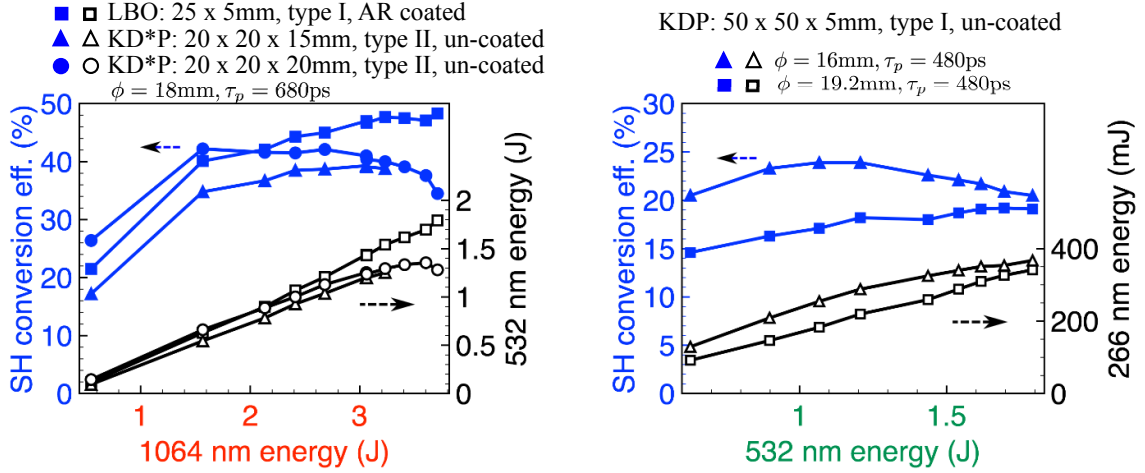 LBO: 25 x 5mm, type I, AR coated
KD*P: 20 x 20 x 15mm, type II, un-coated
KD*P: 20 x 20 x 20mm, type II, un-coated
ϕ = 18mm, τp = 680ps
SH conversion eff. (%)
50
40
30
20
10
0
2
1.5
1
0.5
0
532 nm energy (J)
1 2 3
1064 nm energy (J)
KDP: 50 x 50 x 5mm, type I, un-coated
ϕ = 16mm, τp = 480ps
ϕ = 19.2mm, τp = 480ps
SH conversion eff. (%)
30
25
20
15
10
5
0
400
200
0
266 nm energy (mJ)
1 1.5
532 nm energy (J)